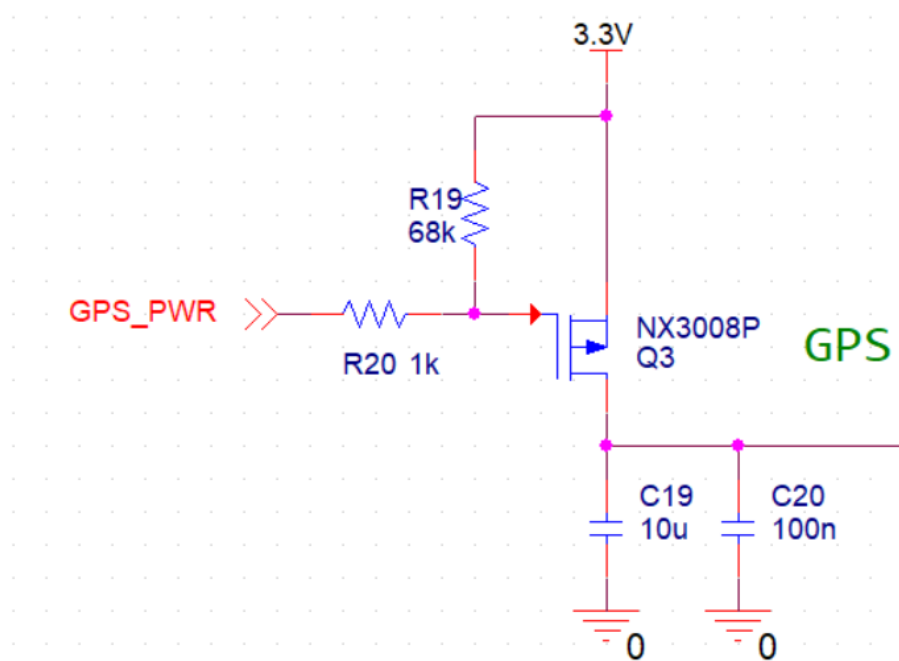 3.3V
R19
68k
GPS_PWR
R20 1k
NX3008P
Q3
GPS
C19
10u
C20
100n
0
0